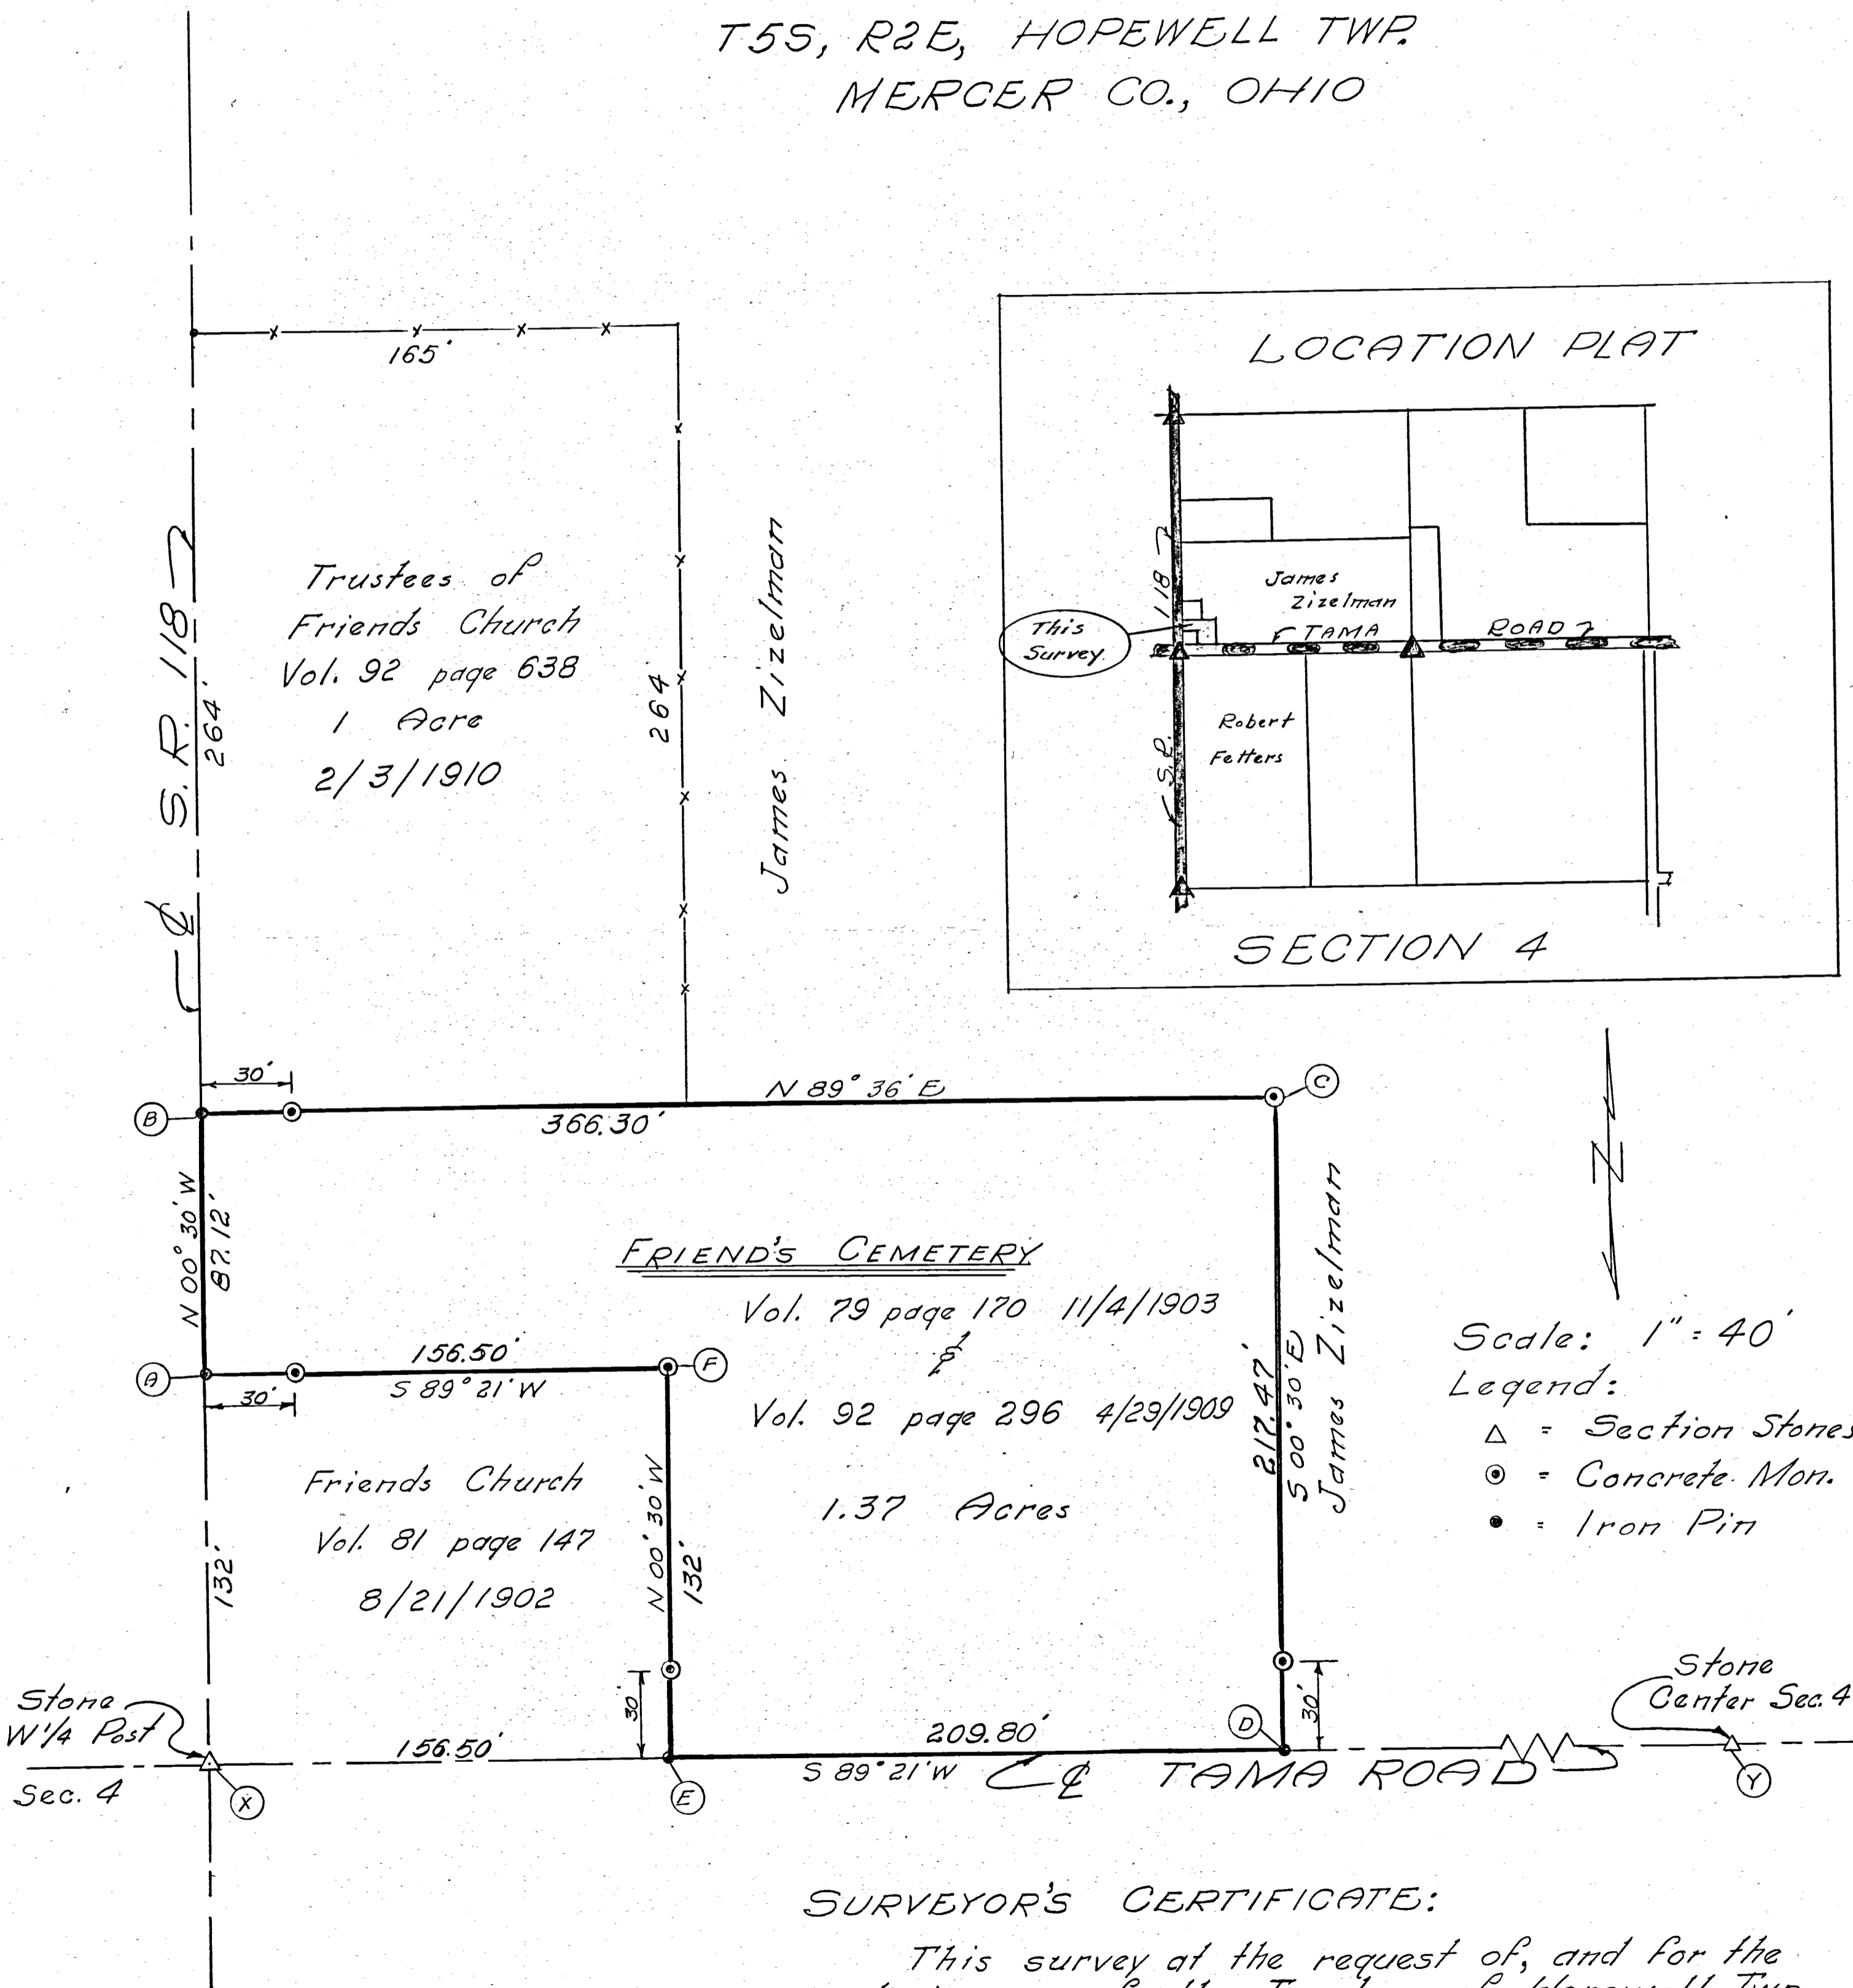 T5S, R2E, HOPEWELL TWP.
MERCER CO., OHIO
165'
LOCATION PLAT
118
James
Zizelman
TAMA ROAD
This
Survey
S.R.
Robert
Fetters
SECTION 4
Trustees of
Friends Church
Vol. 92 page 638
1 Acre
2/3/1910
264'
264'
James Zizelman
℄ S.R. 118
30'
N 89° 36' E
366.30'
B
C
N 00° 30' W
87.12'
FRIEND'S CEMETERY
Vol. 79 page 170 11/4/1903
&
Vol. 92 page 296 4/29/1909
1.37 Acres
217.47'
S 00° 30' E
James Zizelman
N
Scale: 1" = 40'
Legend:
△ = Section Stones
= Concrete Mon.
• = Iron Pin
A
156.50'
S 89° 21' W
F
30'
Friends Church
Vol. 81 page 147
8/21/1902
132'
N 00° 30' W
132'
30'
30'
Stone
W 1/4 Post
Sec. 4
X
156.50'
E
209.80'
S 89° 21' W
D
℄ TAMA ROAD
Stone
Center Sec. 4
Y
SURVEYOR'S CERTIFICATE:
This survey at the request of, and for the